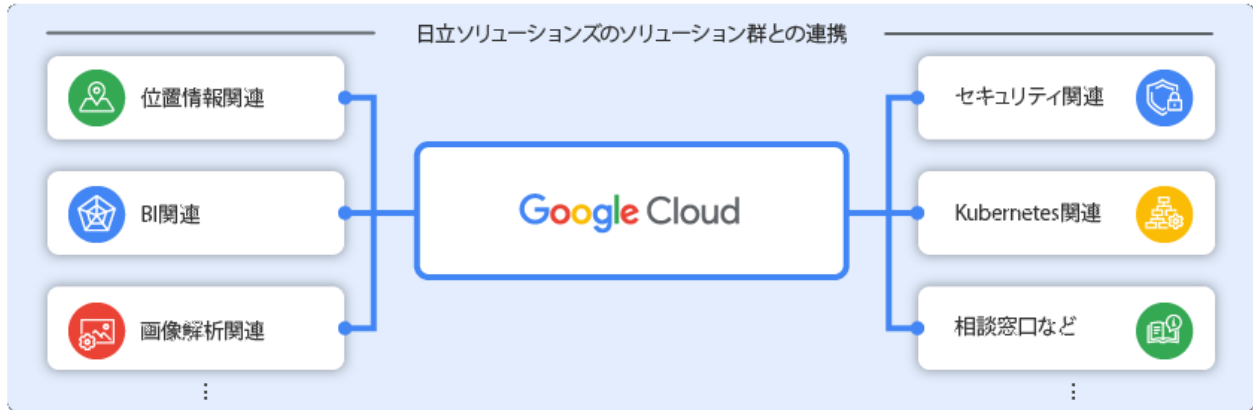 日立ソリューションズのソリューション群との連携
位置情報関連
BI関連
画像解析関連
⋮
Google Cloud
セキュリティ関連
Kubernetes関連
相談窓口など
⋮